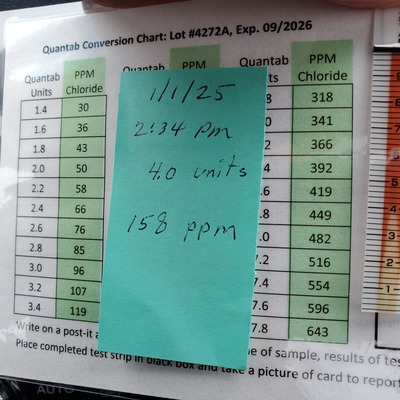 Quantab Conversion Chart: Lot #4272A, Exp. 09/2026
Quantab PPM Quantab PPM PPM
Units Chloride Chloride
1.4 30 318
1.6 36 341
1.8 43 366
2.0 50 392
2.2 58 419
2.4 66 449
2.6 76 482
2.8 85 516
3.0 96 7.4 554
3.2 107 7.6 596
3.4 119 7.8 643
1/1/25
2:34 pm
4.0 units
158 ppm
Write on a post-it of sample, results of
Place completed test strip in black box and take a picture of card to
AUTO